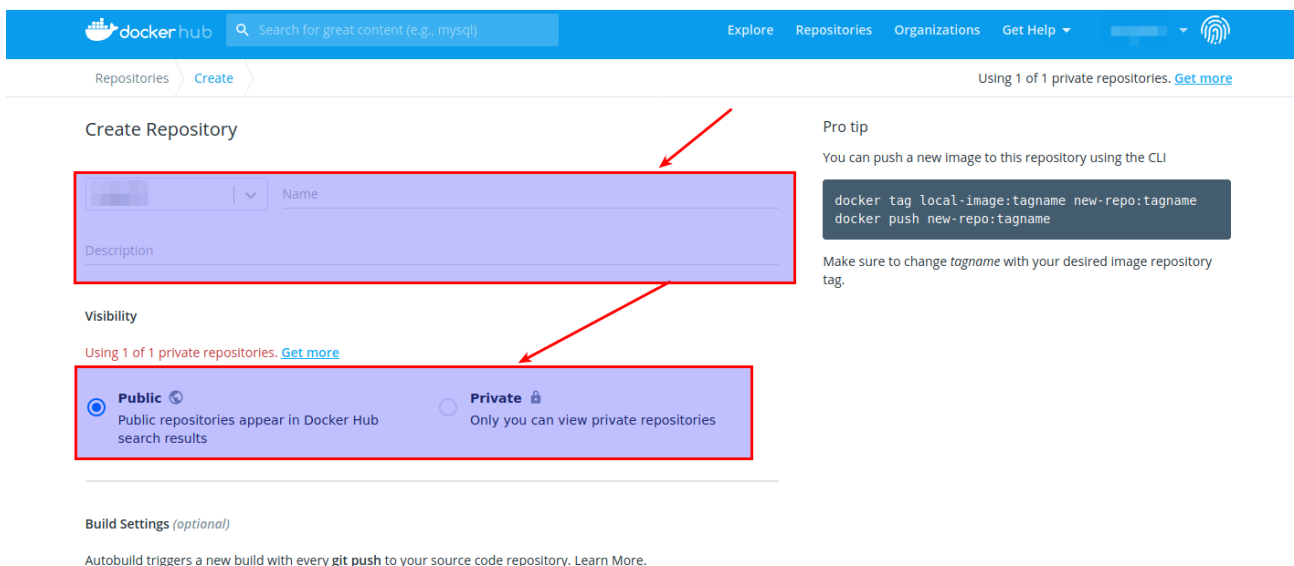 dockerhub
Search for great content (e.g., mysql)
Explore Repositories Organizations Get Help
Repositories Create
Using 1 of 1 private repositories. Get more
Create Repository
Name
Description
Visibility
Using 1 of 1 private repositories. Get more
Public
Public repositories appear in Docker Hub
search results
Private
Only you can view private repositories
Build Settings (optional)
Autobuild triggers a new build with every git push to your source code repository. Learn More.
Pro tip
You can push a new image to this repository using the CLI
docker tag local-image:tagname new-repo:tagname
docker push new-repo:tagname
Make sure to change tagname with your desired image repository
tag.